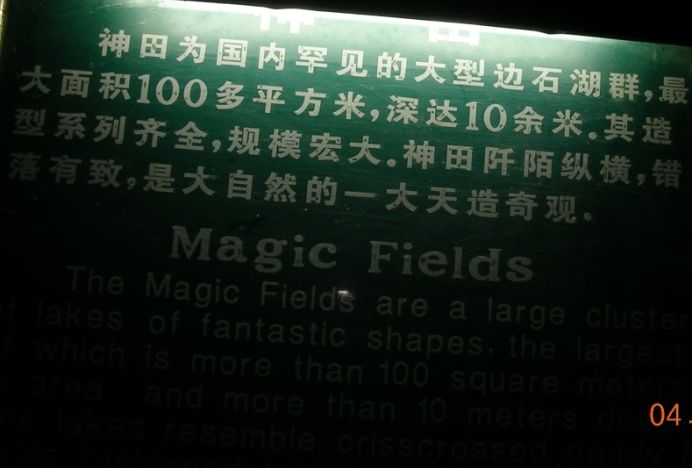 神田为国内罕见的大型边石湖群,最
大面积100多平方米,深达10余米.其造
型系列齐全,规模宏大.神田阡陌纵横,错
落有致,是大自然的一大天造奇观.
Magic Fields
The Magic Fields are a large cluster
of lakes of fantastic shapes, the largest
which is more than 100 square meters
area and more than 10 meters
lakes resemble crisscrossed
04